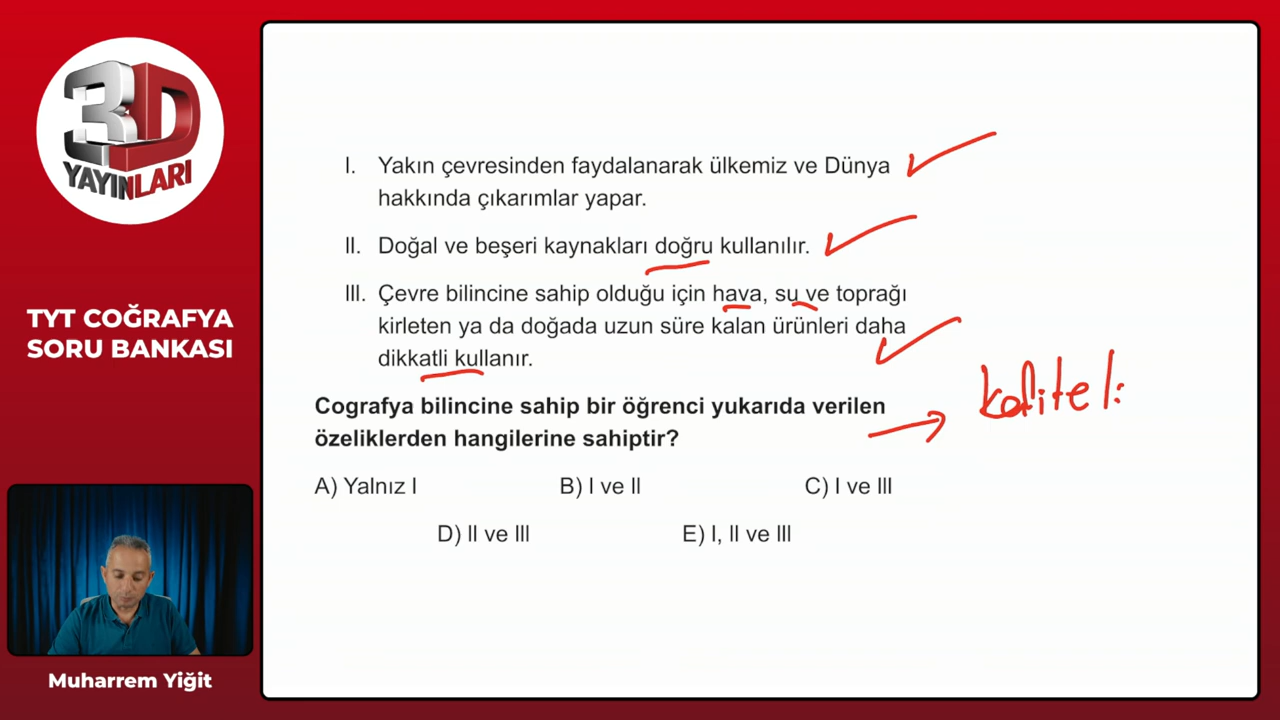 3D
YAYINLARI
TYT COĞRAFYA
SORU BANKASI
I. Yakın çevresinden faydalanarak ülkemiz ve Dünya
hakkında çıkarımlar yapar.
II. Doğal ve beşeri kaynakları doğru kullanılır.
III. Çevre bilincine sahip olduğu için hava, su ve toprağı
kirleten ya da doğada uzun süre kalan ürünleri daha
dikkatli kullanır.
kaliteli
Cografya bilincine sahip bir öğrenci yukarıda verilen
özeliklerden hangilerine sahiptir?
A) Yalnız I B) I ve II C) I ve III
D) II ve III E) I, II ve III
Muharrem Yiğit